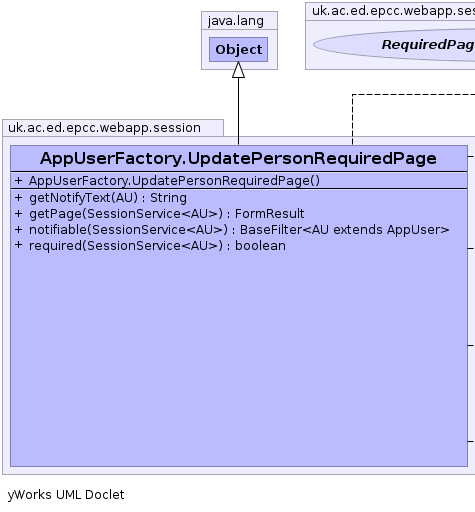 java.lang
Object
uk.ac.ed.epcc.webapp.session
RequiredPag
uk.ac.ed.epcc.webapp.session
AppUserFactory.UpdatePersonRequiredPage
+ AppUserFactory.UpdatePersonRequiredPage()
+ getNotifyText(AU) : String
+ getPage(SessionService<AU>) : FormResult
+ notifiable(SessionService<AU>) : BaseFilter<AU extends AppUser>
+ required(SessionService<AU>) : boolean
yWorks UML Doclet